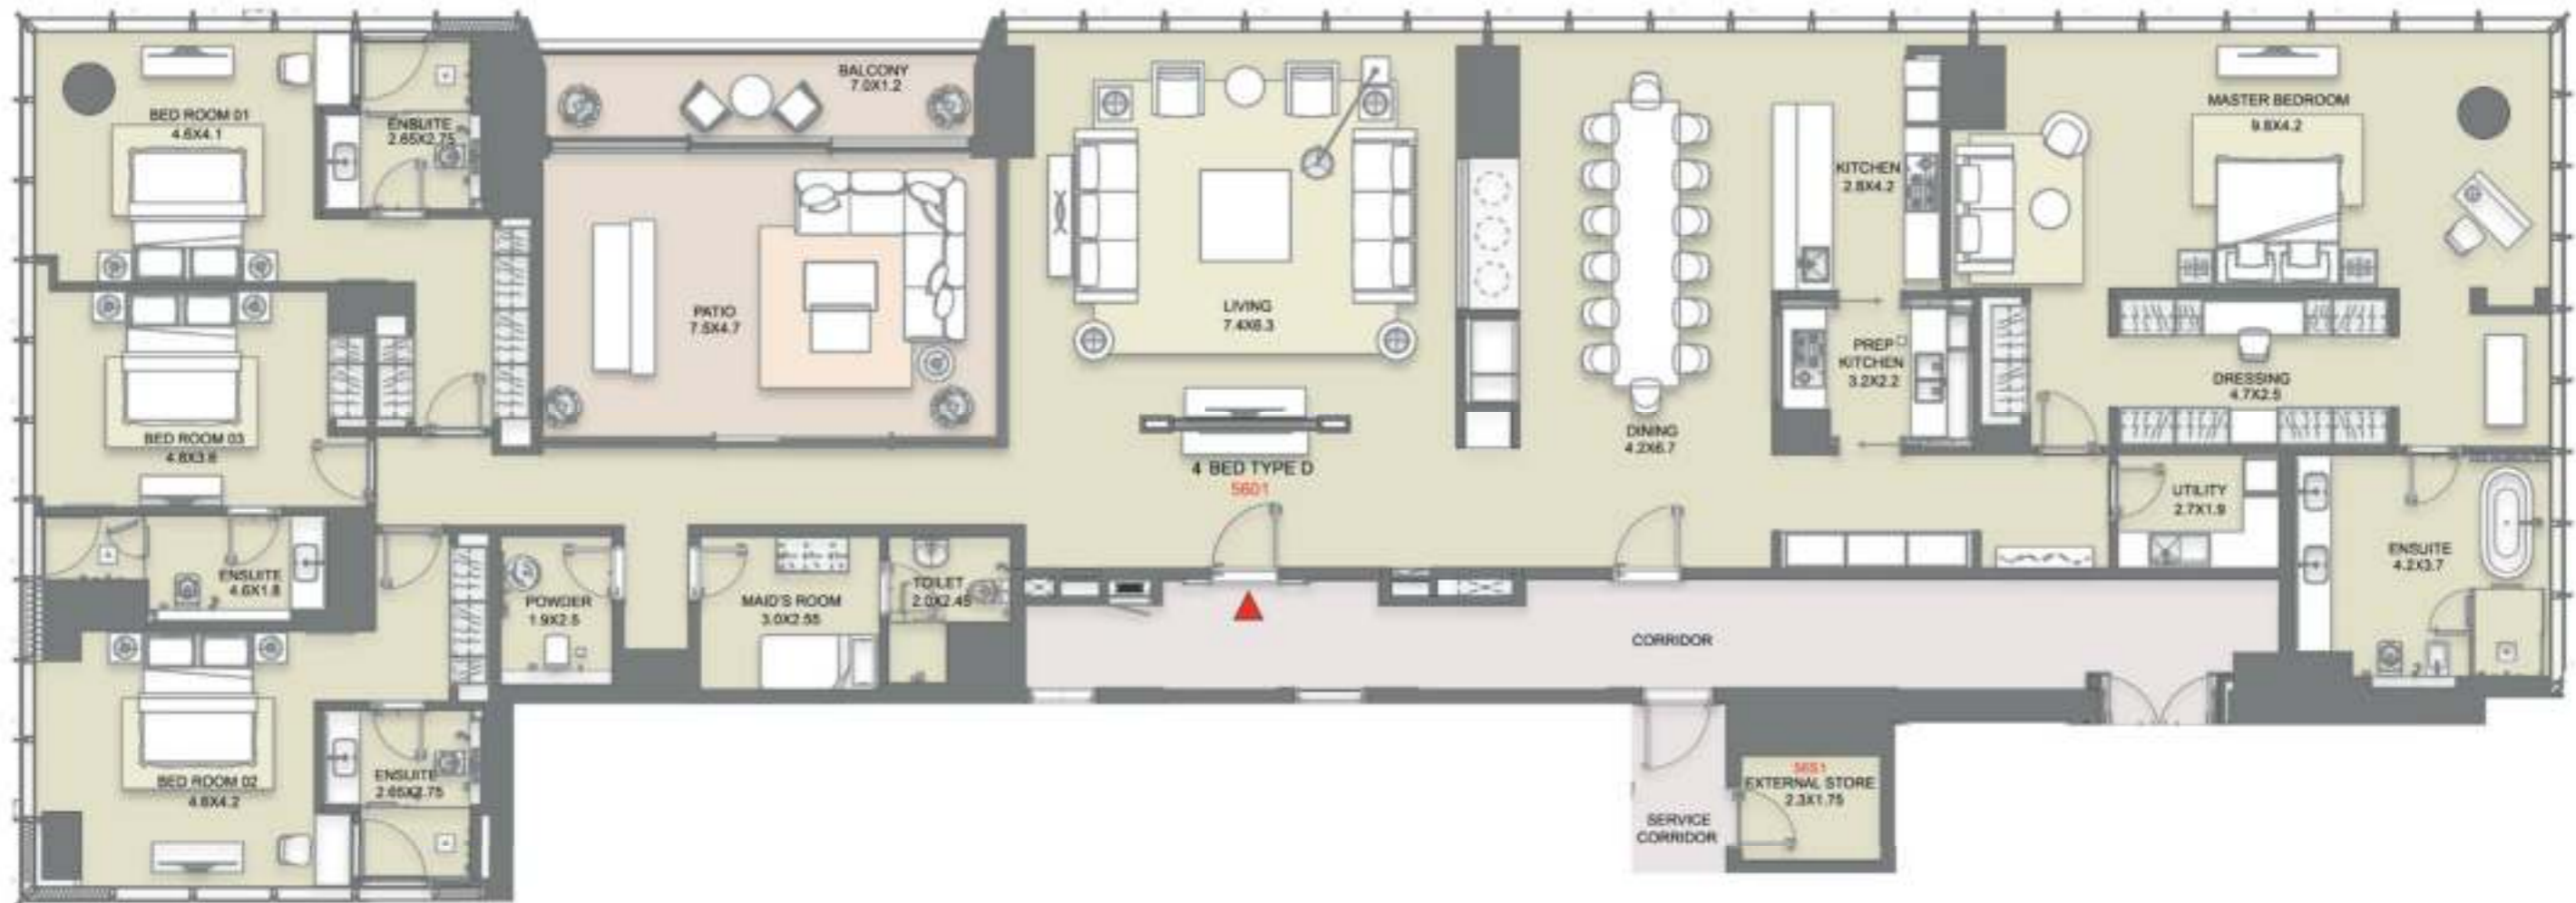 BALCONY
7.0X1.2
BED ROOM 01
4.6X4.1
ENSUITE
2.65X2.75
MASTER BEDROOM
9.8X4.2
KITCHEN
2.8X4.2
PATIO
7.5X4.7
LIVING
7.4X6.3
PREP
KITCHEN
3.2X2.2
DRESSING
4.7X2.5
BED ROOM 03
4.8X3.6
DINING
4.2X6.7
4 BED TYPE D
5601
UTILITY
2.7X1.9
ENSUITE
4.2X3.7
ENSUITE
4.6X1.8
POWDER
1.9X2.5
MAID'S ROOM
3.0X2.55
TOILET
2.0X2.45
CORRIDOR
BED ROOM 02
4.6X4.2
ENSUITE
2.65X2.75
EXTERNAL STORE
2.3X1.75
SERVICE
CORRIDOR